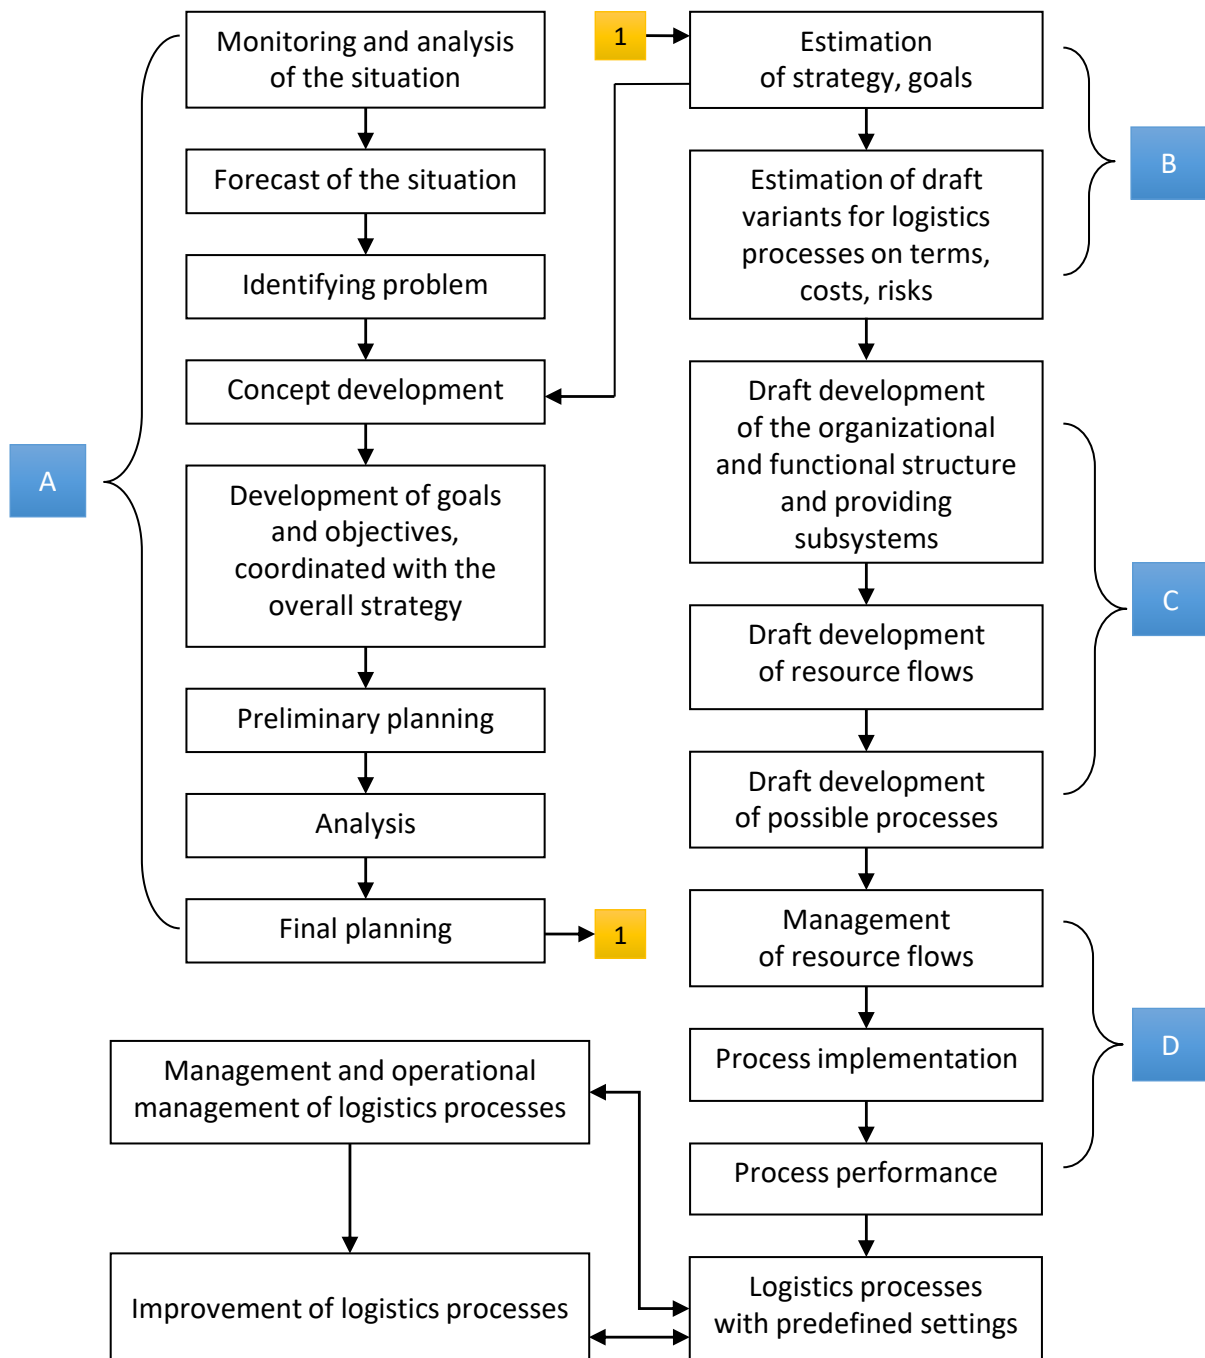 Monitoring and analysis
of the situation
Forecast of the situation
Identifying problem
Concept development
A
Development of goals
and objectives,
coordinated with the
overall strategy
Preliminary planning
Analysis
Final planning
1
1
Estimation
of strategy, goals
B
Estimation of draft
variants for logistics
processes on terms,
costs, risks
Draft development
of the organizational
and functional structure
and providing
subsystems
C
Draft development
of resource flows
Draft development
of possible processes
Management
of resource flows
D
Process implementation
Process performance
Logistics processes
with predefined settings
Management and operational
management of logistics processes
Improvement of logistics processes